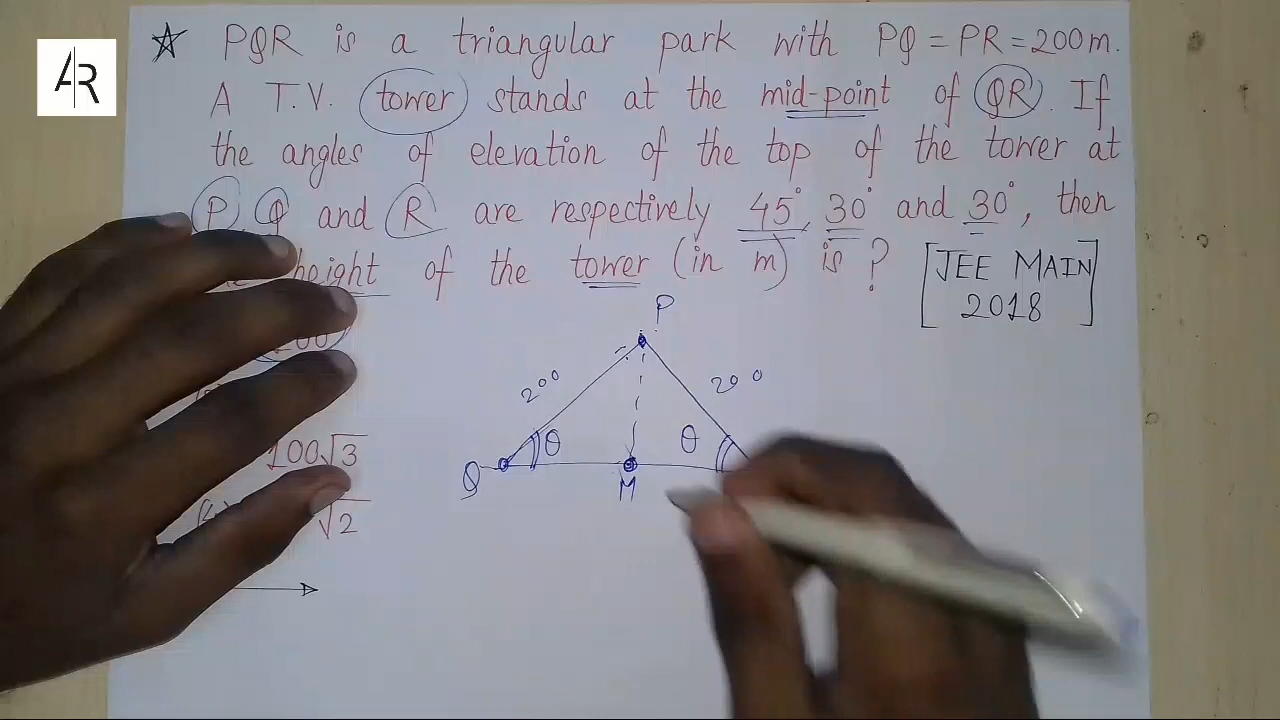 AR
☆ PQR is a triangular park with PQ = PR = 200m.
A T.V. tower stands at the mid-point of QR. If
the angles of elevation of the top of the tower at
P, Q and R are respectively 45°, 30° and 30°, then
height of the tower (in m) is ?
[JEE MAIN
2018]
P
200 200
100√3
θ θ
Q M
√2